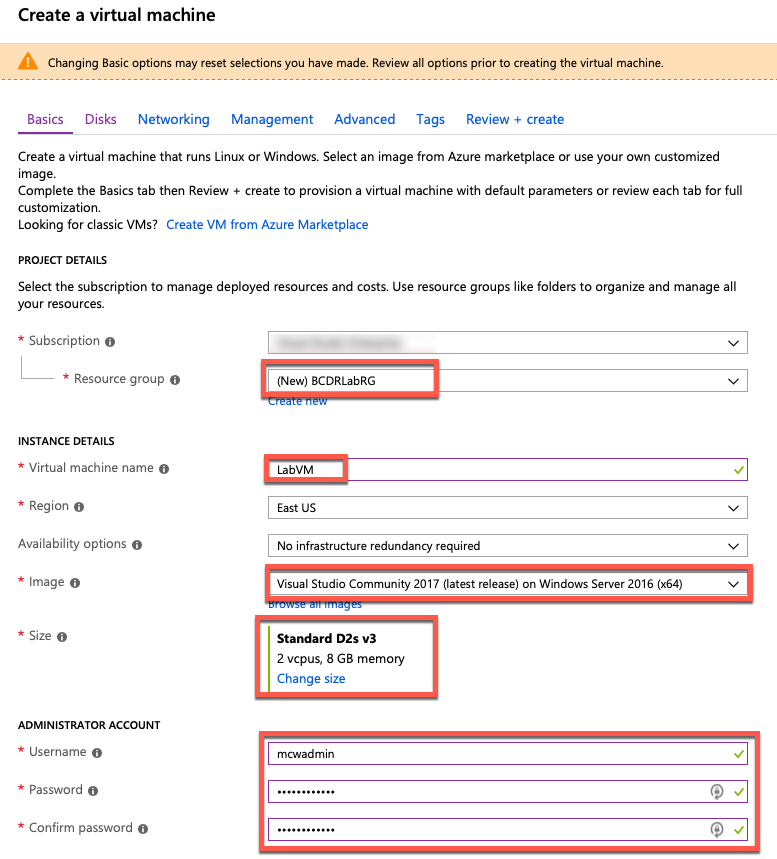 Create a virtual machine
Changing Basic options may reset selections you have made. Review all options prior to creating the virtual machine.
Basics Disks Networking Management Advanced Tags Review + create
Create a virtual machine that runs Linux or Windows. Select an image from Azure marketplace or use your own customized
image.
Complete the Basics tab then Review + create to provision a virtual machine with default parameters or review each tab for full
customization.
Looking for classic VMs? Create VM from Azure Marketplace
PROJECT DETAILS
Select the subscription to manage deployed resources and costs. Use resource groups like folders to organize and manage all
your resources.
* Subscription
* Resource group (New) BCDRLabRG
Create new
INSTANCE DETAILS
* Virtual machine name LabVM
* Region East US
Availability options No infrastructure redundancy required
* Image Visual Studio Community 2017 (latest release) on Windows Server 2016 (x64)
Browse all images
* Size Standard D2s v3
2 vcpus, 8 GB memory
Change size
ADMINISTRATOR ACCOUNT
* Username mcwadmin
* Password ••••••••••••
* Confirm password ••••••••••••